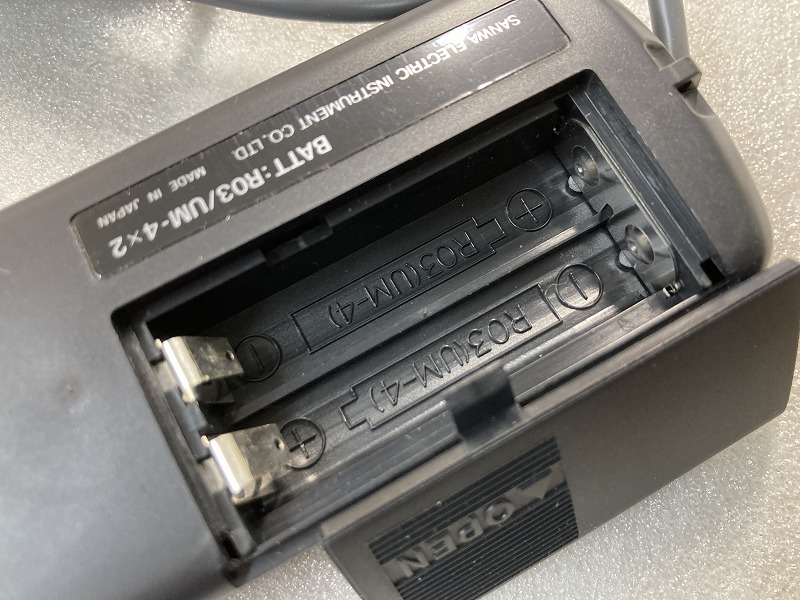 BATT:R03/UM-4×2
MADE IN JAPAN
SANWA ELECTRIC INSTRUMENT CO.,LTD.
+ R03(UM-4) -
- R03(UM-4) +
OPEN